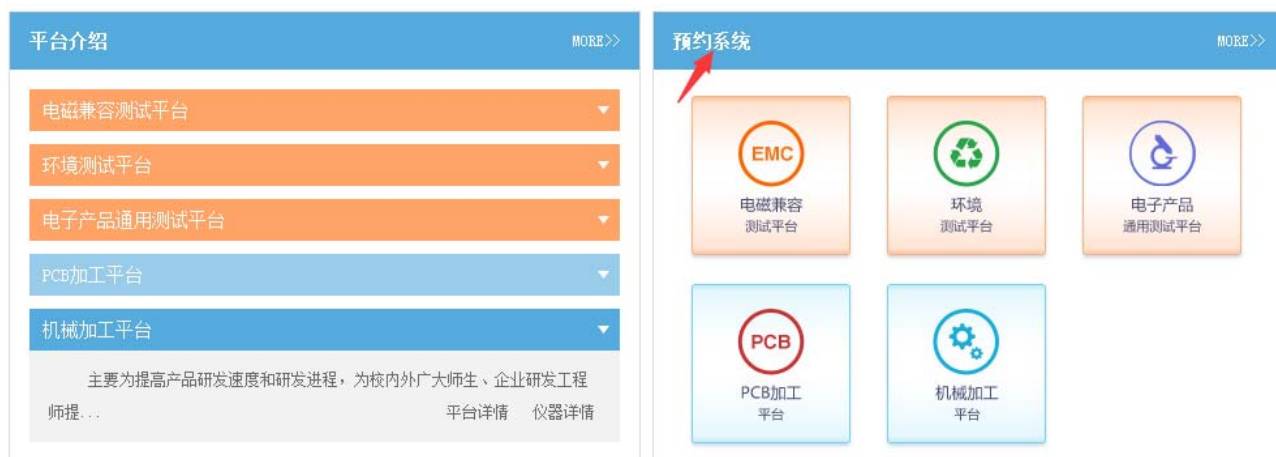 平台介绍 MORE>>
电磁兼容测试平台
环境测试平台
电子产品通用测试平台
PCB加工平台
机械加工平台
主要为提高产品研发速度和研发进程，为校内外广大师生、企业研发工程
师提... 平台详情 仪器详情
预约系统 MORE>>
EMC
电磁兼容
测试平台
环境
测试平台
电子产品
通用测试平台
PCB
PCB加工
平台
机械加工
平台